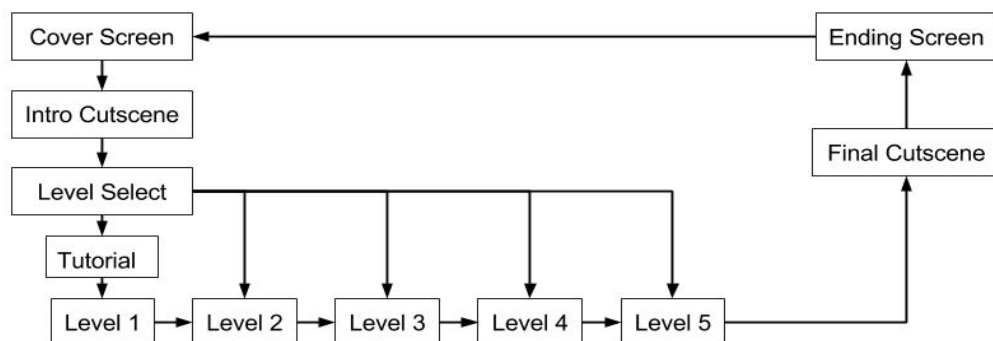 Cover Screen
Ending Screen
Intro Cutscene
Final Cutscene
Level Select
Tutorial
Level 1
Level 2
Level 3
Level 4
Level 5